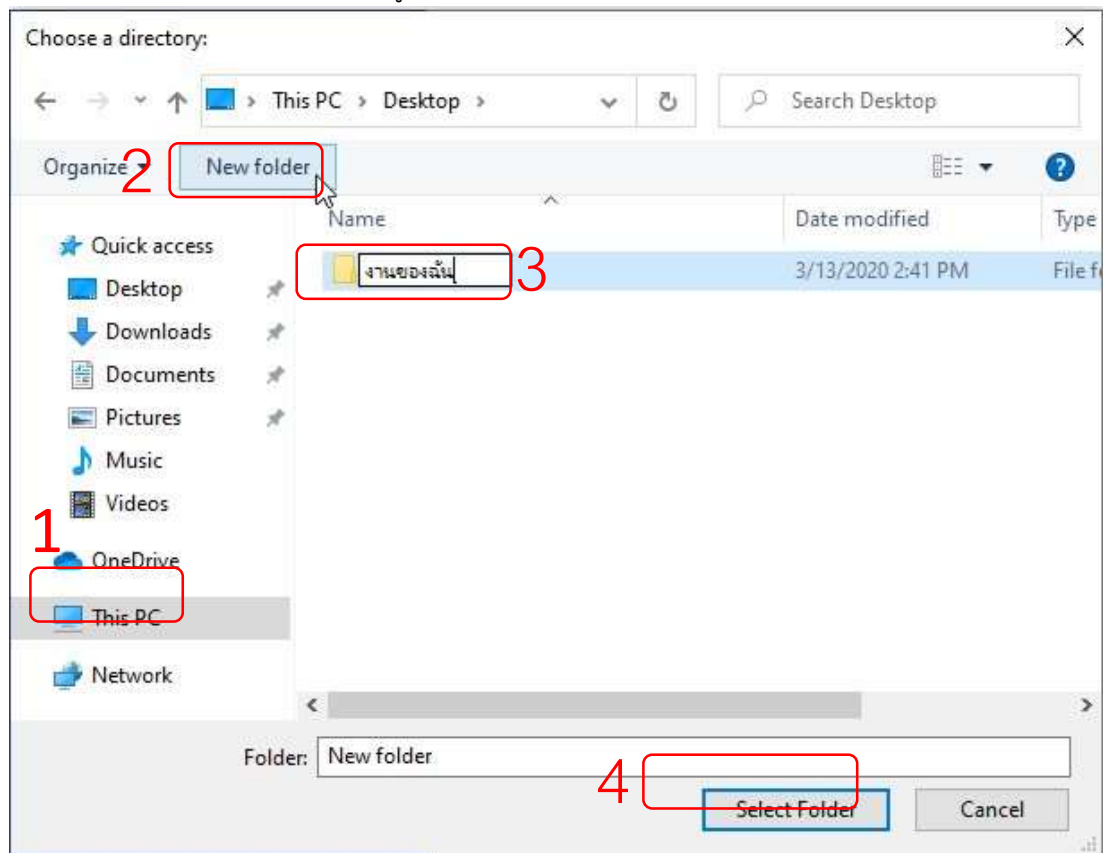 Choose a directory:
This PC > Desktop >
Search Desktop
Organize
2
New folder
Name
Date modified
Type
Quick access
งานของฉัน
3
3/13/2020 2:41 PM
File f
Desktop
Downloads
Documents
Pictures
Music
Videos
1
OneDrive
This PC
Network
Folder:
New folder
4
Select Folder
Cancel